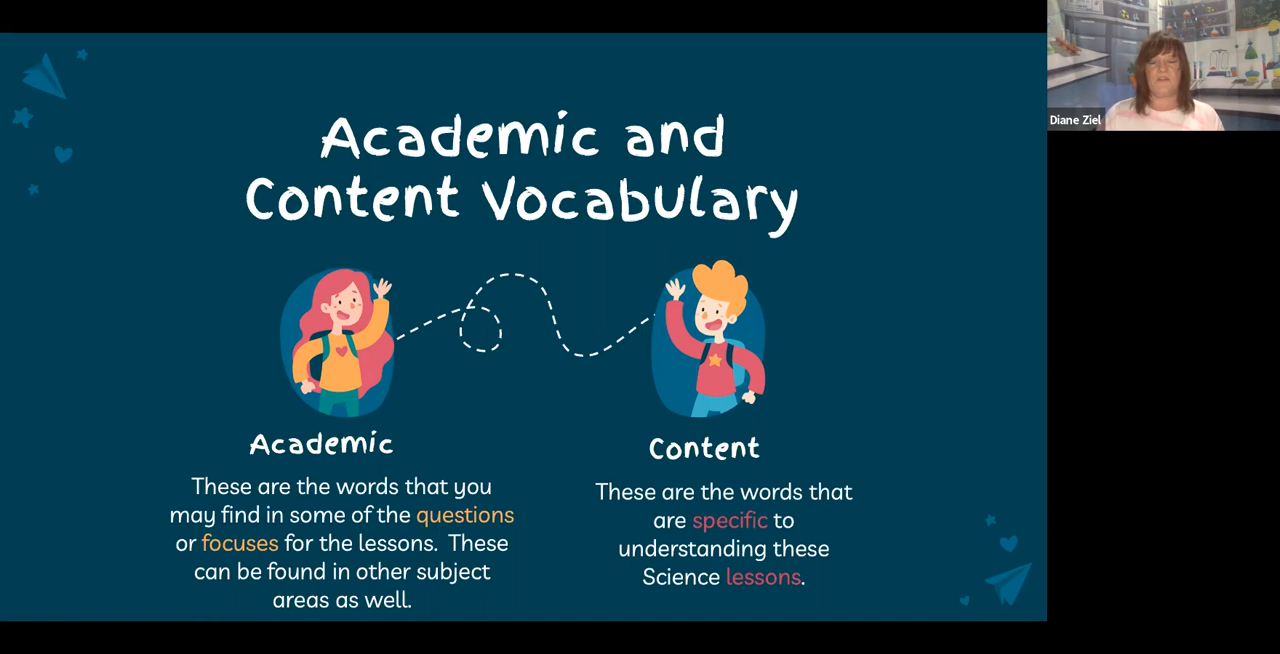 Academic and
Content Vocabulary
Academic
These are the words that you
may find in some of the questions
or focuses for the lessons. These
can be found in other subject
areas as well.
Content
These are the words that
are specific to
understanding these
Science lessons.
Diane Ziel